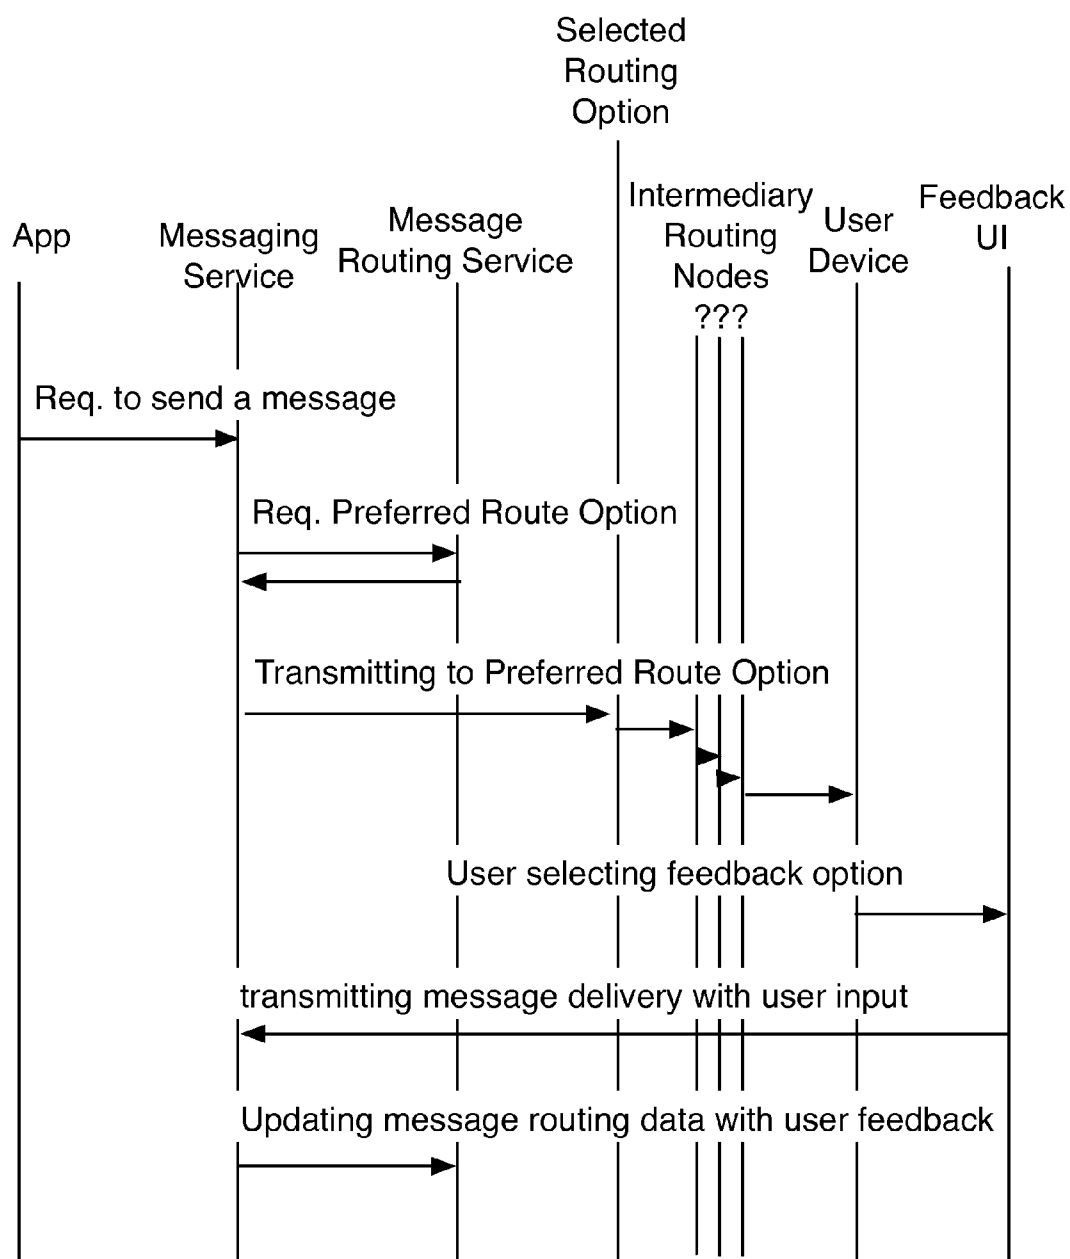 Selected
Routing
Option
App
Messaging
Service
Message
Routing Service
Intermediary
Routing
Nodes
???
User
Device
Feedback
UI
Req. to send a message
Req. Preferred Route Option
Transmitting to Preferred Route Option
User selecting feedback option
transmitting message delivery with user input
Updating message routing data with user feedback